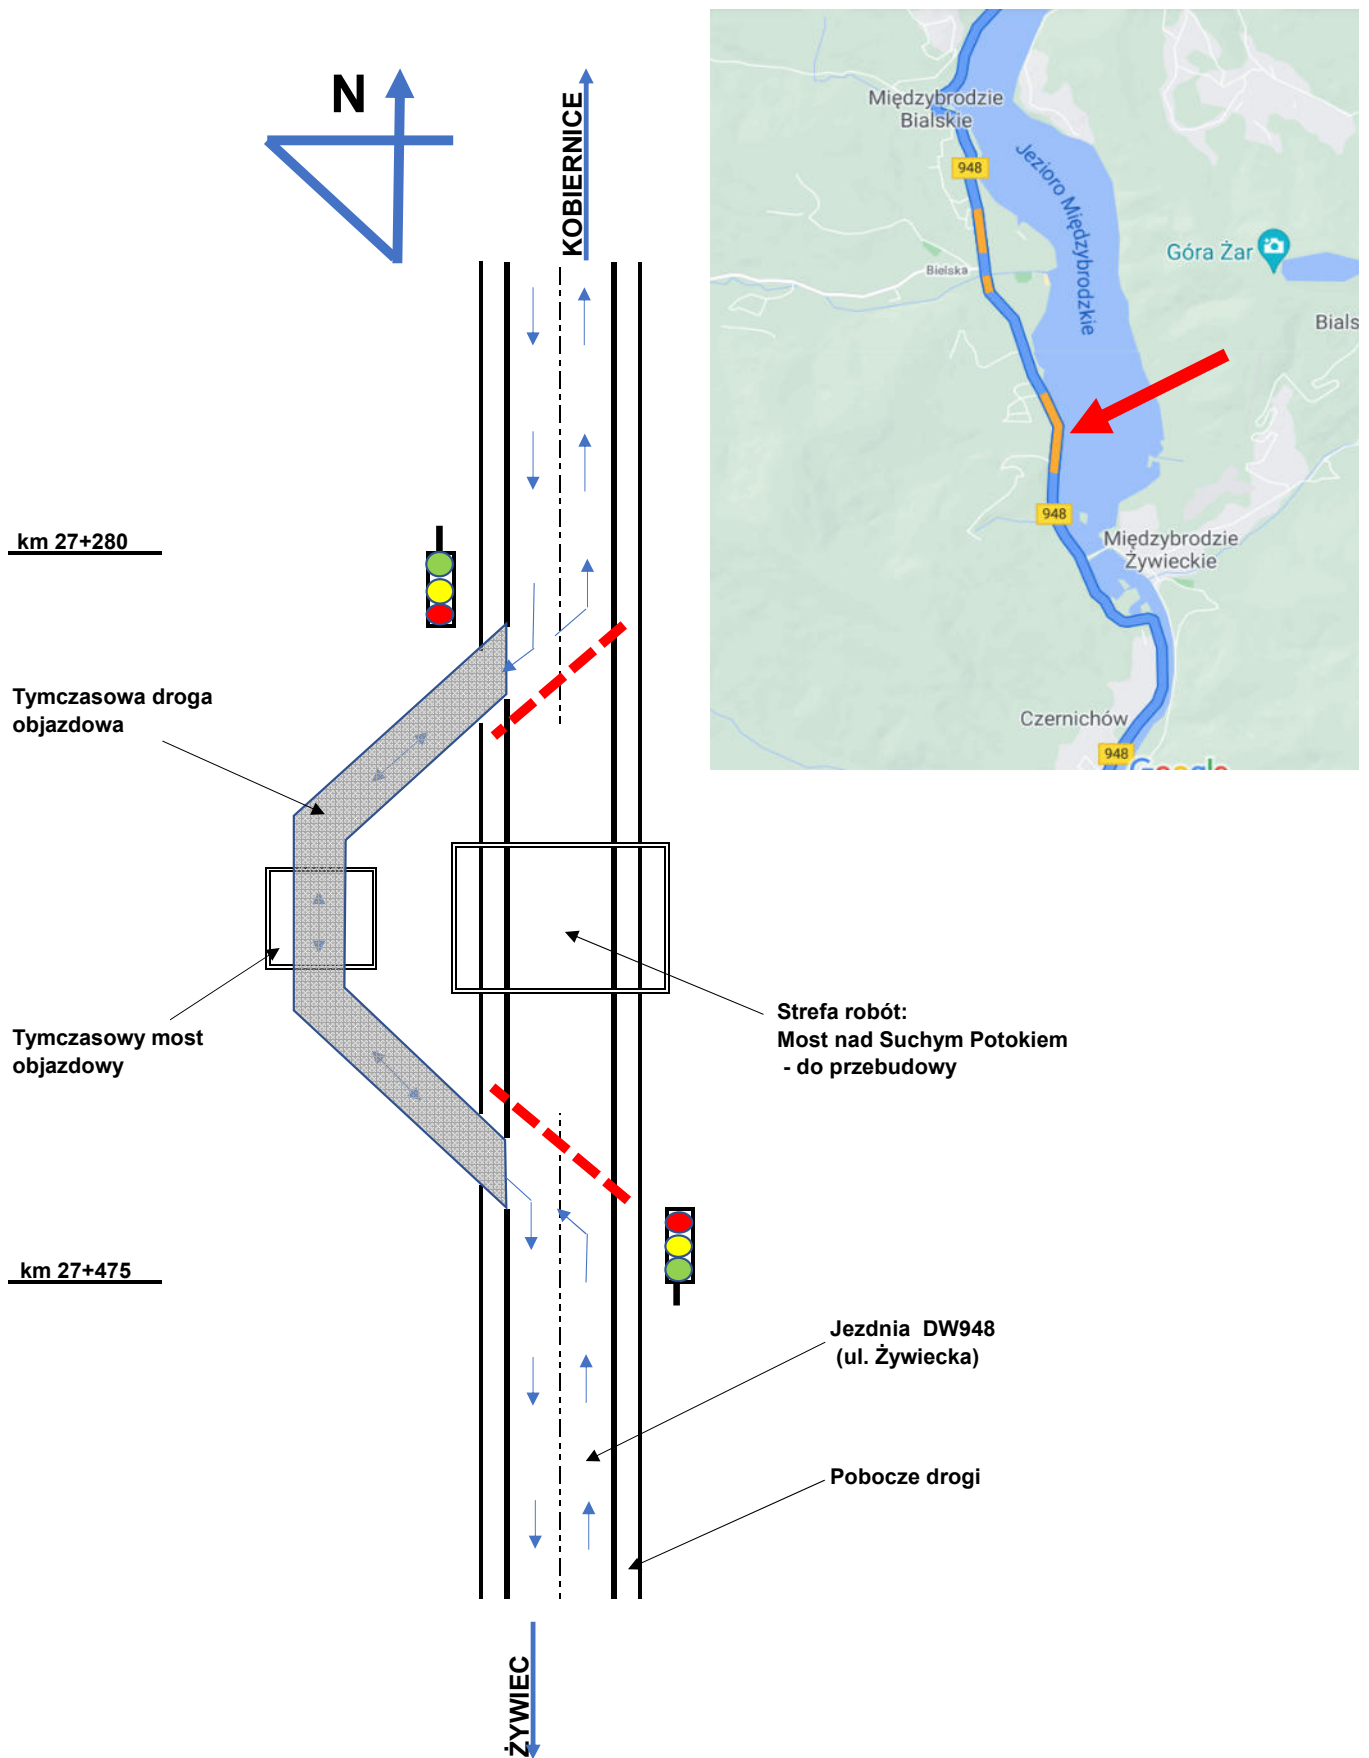 N
KOBIERNICE
km 27+280
Tymczasowa droga
objazdowa
Tymczasowy most
objazdowy
Strefa robót:
Most nad Suchym Potokiem
- do przebudowy
km 27+475
Jezdnia DW948
(ul. Żywiecka)
Pobocze drogi
ŻYWIEC
Międzybrodzie
Bialskie
948
Jezioro Międzybrodzkie
Góra Żar
Bielska
Bials
948
Międzybrodzie
Żywieckie
Czernichów
948
Google